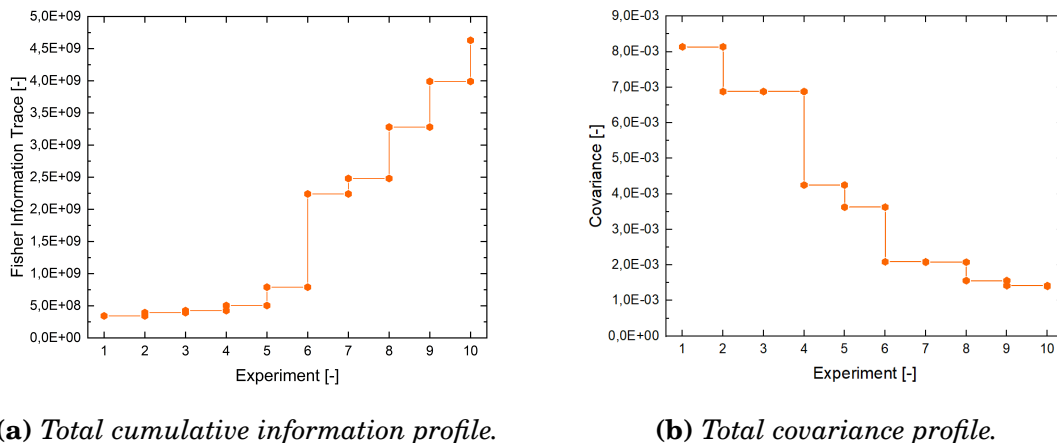 5,0E+09
4,5E+09
4,0E+09
3,5E+09
3,0E+09
2,5E+09
2,0E+09
1,5E+09
1,0E+09
5,0E+08
0,0E+00
Fisher Information Trace [-]
1 2 3 4 5 6 7 8 9 10
Experiment [-]
9,0E-03
8,0E-03
7,0E-03
6,0E-03
5,0E-03
4,0E-03
3,0E-03
2,0E-03
1,0E-03
0,0E+00
Covariance [-]
1 2 3 4 5 6 7 8 9 10
Experiment [-]
(a) Total cumulative information profile.
(b) Total covariance profile.